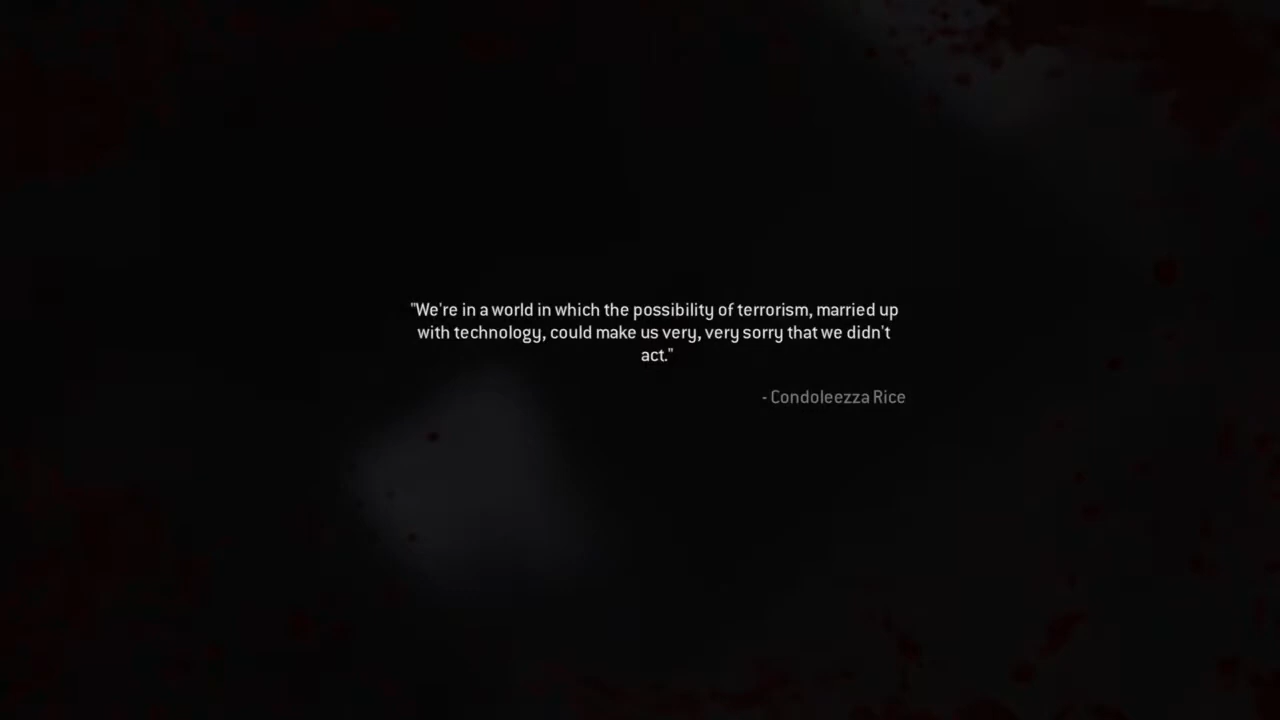 "We're in a world in which the possibility of terrorism, married up
with technology, could make us very, very sorry that we didn't
act."
- Condoleezza Rice